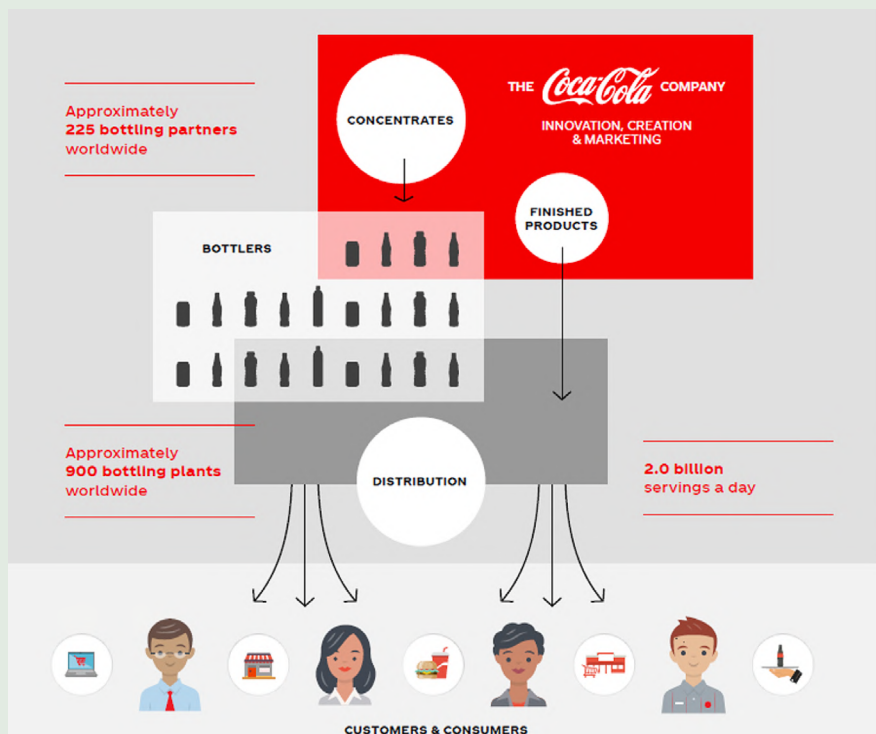 Approximately
225 bottling partners
worldwide
CONCENTRATES
THE Coca-Cola COMPANY
INNOVATION, CREATION
& MARKETING
FINISHED
PRODUCTS
BOTTLERS
Approximately
900 bottling plants
worldwide
DISTRIBUTION
2.0 billion
servings a day
CUSTOMERS & CONSUMERS